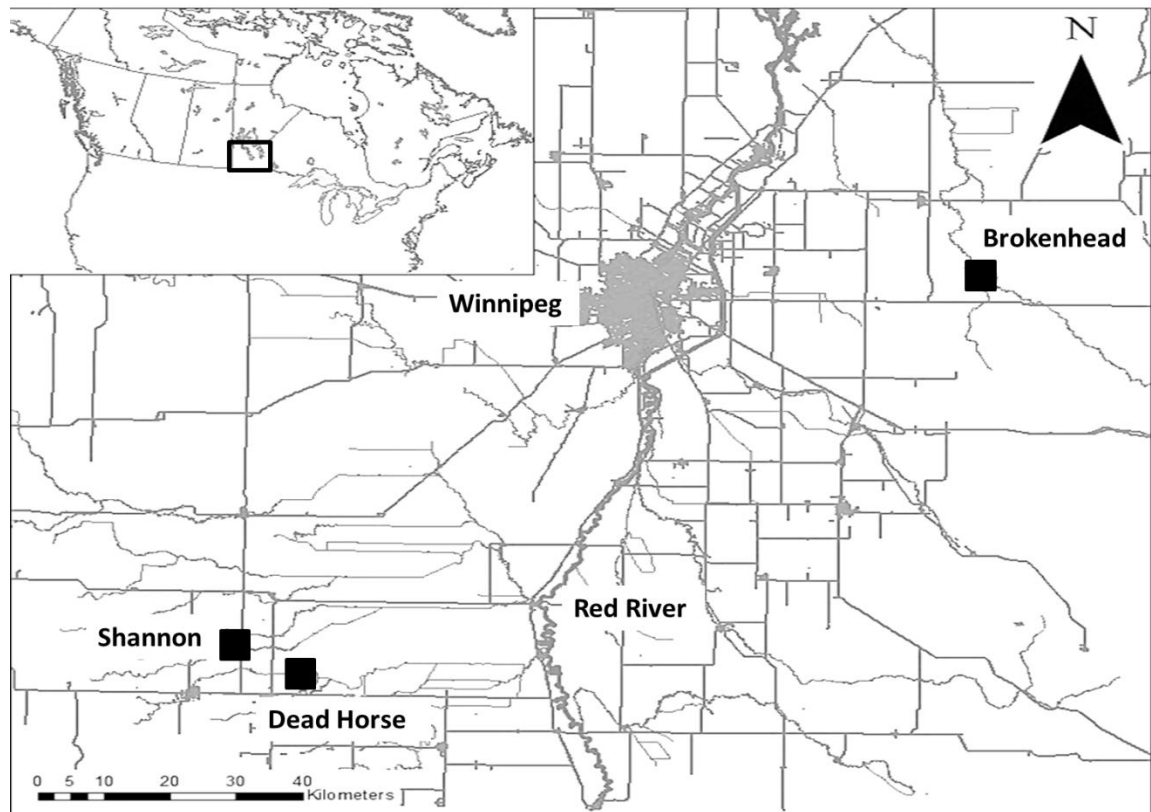 N
Brokenhead
Winnipeg
Red River
Shannon
Dead Horse
0 5 10 20 30 40
Kilometers